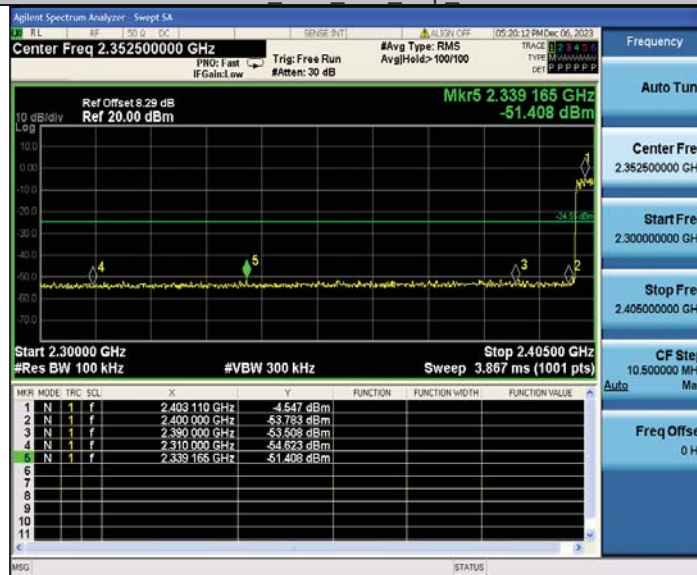 Agilent Spectrum Analyzer - Swept SA
RL RF 50 Ω DC SENSE:INT ALIGN OFF 05:20:12 PM Dec 06, 2023
Center Freq 2.352500000 GHz
PNO: Fast
IFGain:Low
Trig: Free Run
#Atten: 30 dB
#Avg Type: RMS
Avg|Hold:>100/100
TRACE 1 2 3 4 5 6
TYPE
DET P P P P P P
Ref Offset 8.29 dB
Ref 20.00 dBm
10 dB/div
Log
Mkr5 2.339 165 GHz
-51.408 dBm
10.0
0.00
-10.0
-20.0
-30.0
-40.0
-50.0
-60.0
-70.0
1
-24.55 dBm
4
5
3
2
Start 2.30000 GHz
Stop 2.40500 GHz
#Res BW 100 kHz
#VBW 300 kHz
Sweep 3.867 ms (1001 pts)
MKR MODE TRC SCL X Y FUNCTION FUNCTION WIDTH FUNCTION VALUE
1 N 1 f 2.403 110 GHz -4.547 dBm
2 N 1 f 2.400 000 GHz -53.783 dBm
3 N 1 f 2.390 000 GHz -53.508 dBm
4 N 1 f 2.310 000 GHz -54.623 dBm
5 N 1 f 2.339 165 GHz -51.408 dBm
6
7
8
9
10
11
MSG
STATUS
Frequency
Auto Tun
Center Fre
2.352500000 GH
Start Fre
2.300000000 GH
Stop Fre
2.405000000 GH
CF Ste
10.500000 MH
Auto Ma
Freq Offse
0 H